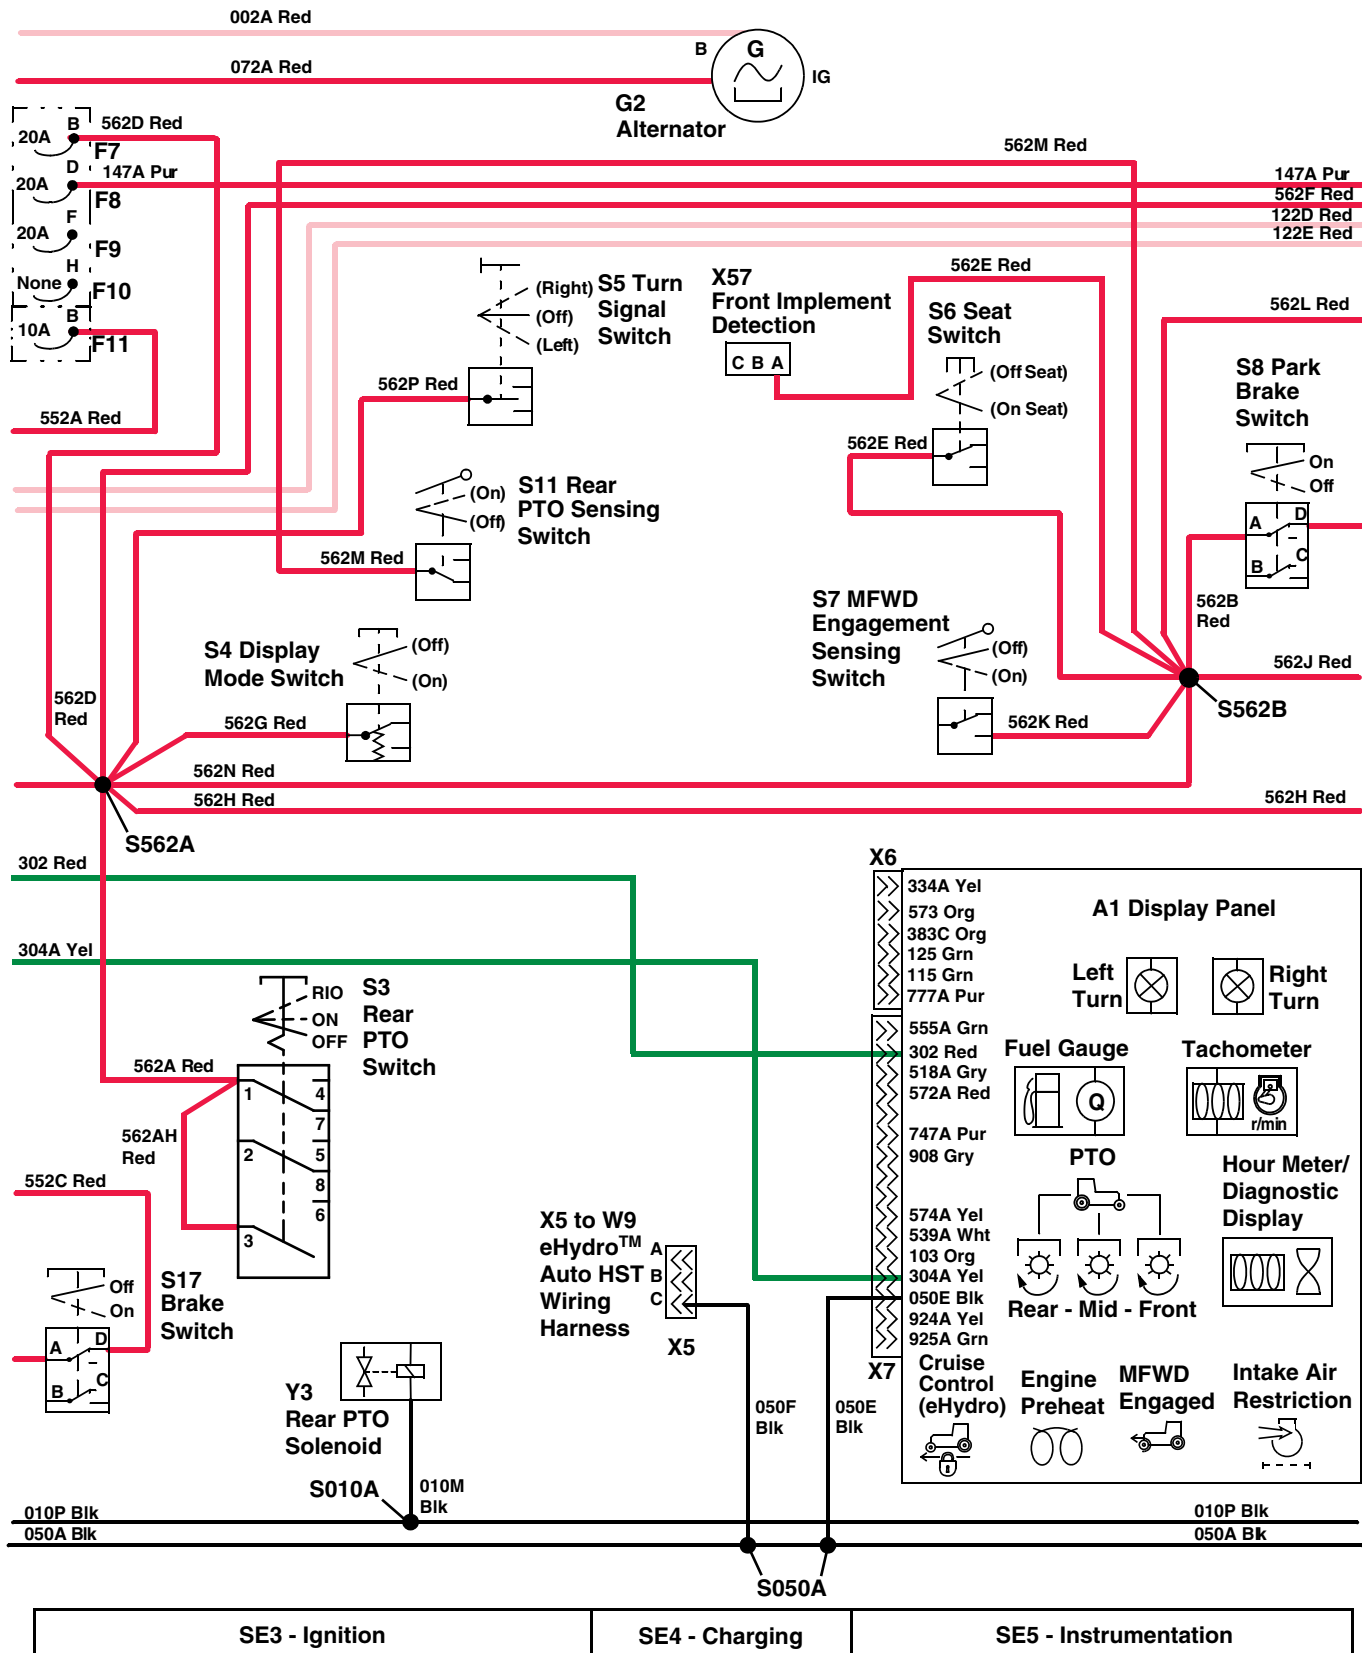 002A Red
072A Red
B
G
IG
G2
Alternator
20A
B
562D Red
F7
20A
D
147A Pur
F8
20A
F
F9
None
H
F10
10A
B
F11
552A Red
562M Red
147A Pur
562F Red
122D Red
122E Red
(Right)
(Off)
(Left)
S5 Turn
Signal
Switch
562P Red
X57
Front Implement
Detection
C B A
562E Red
S6 Seat
Switch
(Off Seat)
(On Seat)
562E Red
562L Red
S8 Park
Brake
Switch
On
Off
A
D
B
C
562B
Red
(On)
(Off)
S11 Rear
PTO Sensing
Switch
562M Red
S7 MFWD
Engagement
Sensing
Switch
(Off)
(On)
562K Red
562J Red
S562B
S4 Display
Mode Switch
(Off)
(On)
562D
Red
562G Red
562N Red
562H Red
562H Red
S562A
302 Red
304A Yel
RIO
ON
OFF
S3
Rear
PTO
Switch
562A Red
1
4
7
2
5
8
6
3
562AH
Red
552C Red
Off
On
S17
Brake
Switch
A
D
B
C
Y3
Rear PTO
Solenoid
S010A
010M
Blk
X5 to W9
eHydro™
Auto HST
Wiring
Harness
A
B
C
X5
X6
334A Yel
573 Org
383C Org
125 Grn
115 Grn
777A Pur
555A Grn
302 Red
518A Gry
572A Red
747A Pur
908 Gry
574A Yel
539A Wht
103 Org
304A Yel
050E Blk
924A Yel
925A Grn
X7
A1 Display Panel
Left
Turn
Right
Turn
Fuel Gauge
Q
Tachometer
r/min
PTO
Rear - Mid - Front
Hour Meter/
Diagnostic
Display
Cruise
Control
(eHydro)
Engine
Preheat
MFWD
Engaged
Intake Air
Restriction
050F
Blk
050E
Blk
010P Blk
050A Blk
010P Blk
050A Blk
S050A
SE3 - Ignition
SE4 - Charging
SE5 - Instrumentation